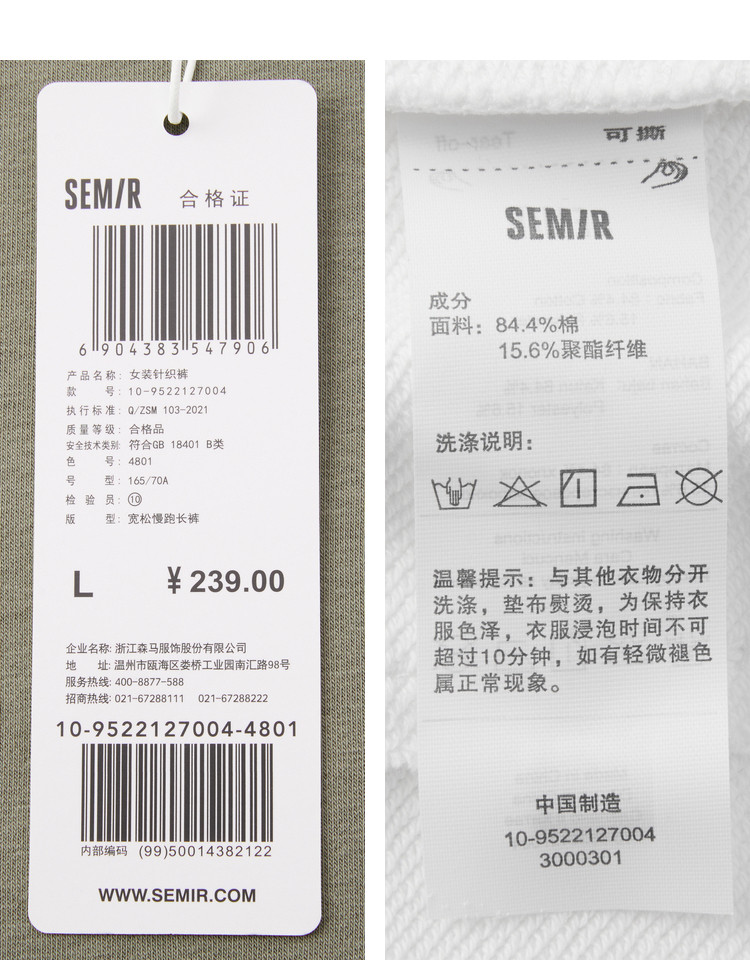 SEMIR 合格证
6 904383 547906
产品名称: 女装针织裤
款 号: 10-9522127004
执行标准: Q/ZSM 103-2021
质量等级: 合格品
安全技术类别: 符合GB 18401 B类
色 号: 4801
号 型: 165/70A
检 验 员: ⑩
版 型: 宽松慢跑长裤
L ¥239.00
企业名称: 浙江森马服饰股份有限公司
地 址: 温州市瓯海区娄桥工业园南汇路98号
服务热线: 400-8877-588
招商热线: 021-67288111 021-67288222
10-9522127004-4801
内部编码 (99)50014382122
WWW.SEMIR.COM
可撕
Tear-off
SEMIR
成分
面料: 84.4%棉
15.6%聚酯纤维
洗涤说明:
温馨提示: 与其他衣物分开
洗涤，垫布熨烫，为保持衣
服色泽，衣服浸泡时间不可
超过10分钟，如有轻微褪色
属正常现象。
中国制造
10-9522127004
3000301